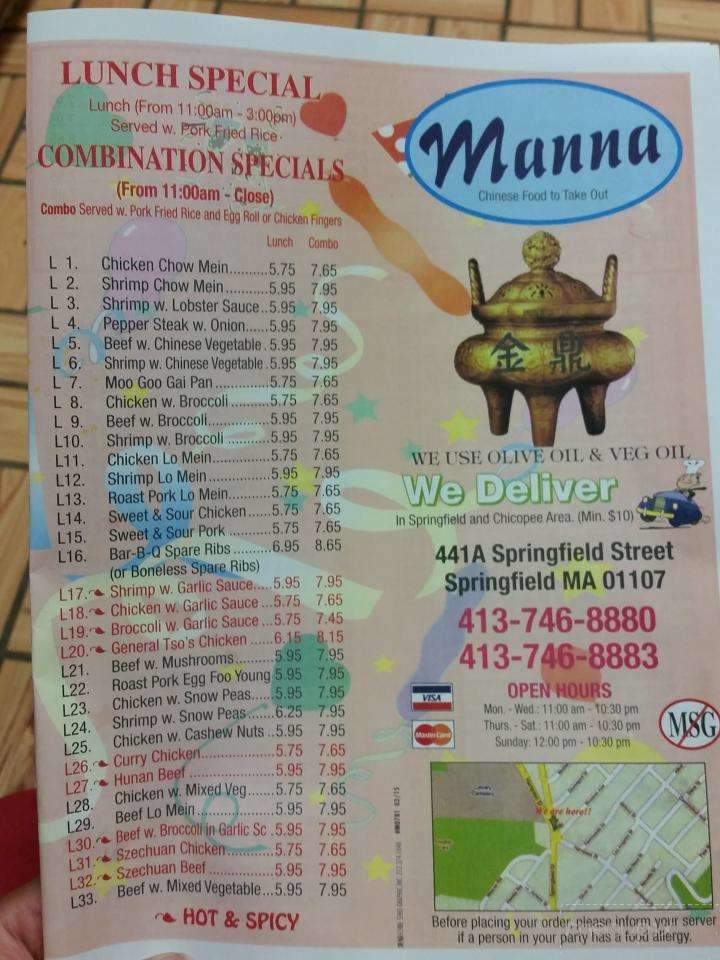 LUNCH SPECIAL
Lunch (From 11:00am - 3:00pm)
Served w. Pork Fried Rice
COMBINATION SPECIALS
(From 11:00am - Close)
Combo Served w. Pork Fried Rice and Egg Roll or Chicken Fingers
Lunch Combo
L 1. Chicken Chow Mein..........5.75 7.65
L 2. Shrimp Chow Mein...........5.95 7.95
L 3. Shrimp w. Lobster Sauce..5.95 7.95
L 4. Pepper Steak w. Onion......5.95 7.95
L 5. Beef w. Chinese Vegetable.5.95 7.95
L 6. Shrimp w. Chinese Vegetable.5.95 7.95
L 7. Moo Goo Gai Pan..............5.75 7.65
L 8. Chicken w. Broccoli..........5.75 7.65
L 9. Beef w. Broccoli...............5.95 7.95
L10. Shrimp w. Broccoli...........5.95 7.95
L11. Chicken Lo Mein..............5.75 7.65
L12. Shrimp Lo Mein...............5.95 7.95
L13. Roast Pork Lo Mein.........5.75 7.65
L14. Sweet & Sour Chicken......5.75 7.65
L15. Sweet & Sour Pork..........5.75 7.65
L16. Bar-B-Q Spare Ribs.........6.95 8.65
(or Boneless Spare Ribs)
L17. Shrimp w. Garlic Sauce.....5.95 7.95
L18. Chicken w. Garlic Sauce...5.75 7.65
L19. Broccoli w. Garlic Sauce...5.75 7.45
L20. General Tso's Chicken.....6.15 8.15
L21. Beef w. Mushrooms.........5.95 7.95
L22. Roast Pork Egg Foo Young 5.95 7.95
L23. Chicken w. Snow Peas.....5.95 7.95
L24. Shrimp w. Snow Peas.......6.25 7.95
L25. Chicken w. Cashew Nuts..5.95 7.95
L26. Curry Chicken.................5.75 7.65
L27. Hunan Beef....................5.95 7.95
L28. Chicken w. Mixed Veg......5.75 7.65
L29. Beef Lo Mein..................5.95 7.95
L30. Beef w. Broccoli in Garlic Sc.5.95 7.95
L31. Szechuan Chicken...........5.75 7.65
L32. Szechuan Beef................5.95 7.95
L33. Beef w. Mixed Vegetable...5.95 7.95
HOT & SPICY
Manna
Chinese Food to Take Out
金鼎
WE USE OLIVE OIL & VEG OIL
We Deliver
In Springfield and Chicopee Area. (Min. $10)
441A Springfield Street
Springfield MA 01107
413-746-8880
413-746-8883
OPEN HOURS
Mon. - Wed.: 11:00 am - 10:30 pm
Thurs. - Sat.: 11:00 am - 10:30 pm
Sunday: 12:00 pm - 10:30 pm
VISA
MasterCard
MSG
We are here!!
Before placing your order, please inform your server
if a person in your party has a food allergy.